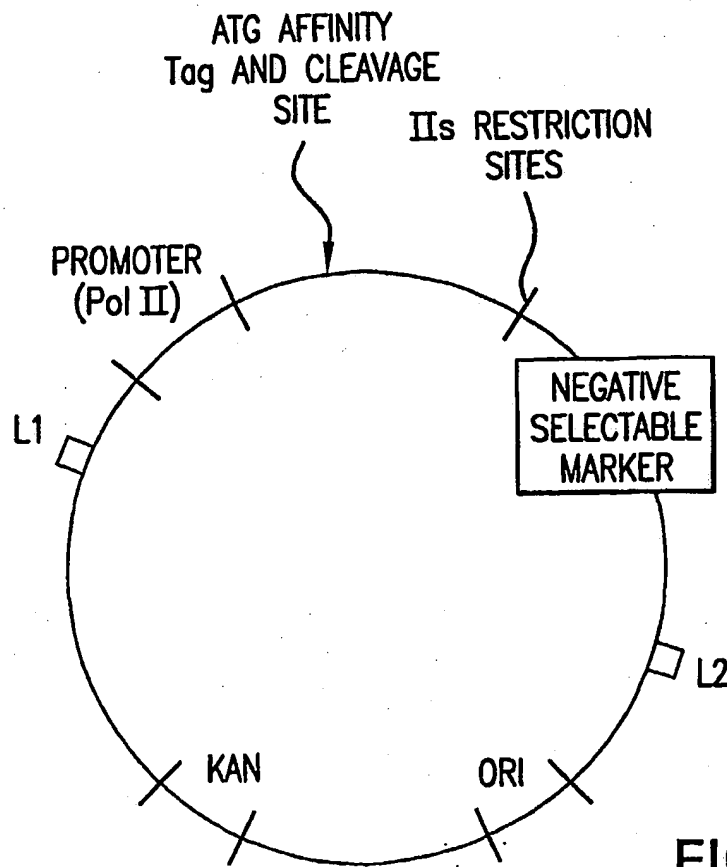 ATG AFFINITY
Tag AND CLEAVAGE
SITE
IIs RESTRICTION
SITES
PROMOTER
(Pol II)
L1
NEGATIVE
SELECTABLE
MARKER
L2
KAN
ORI